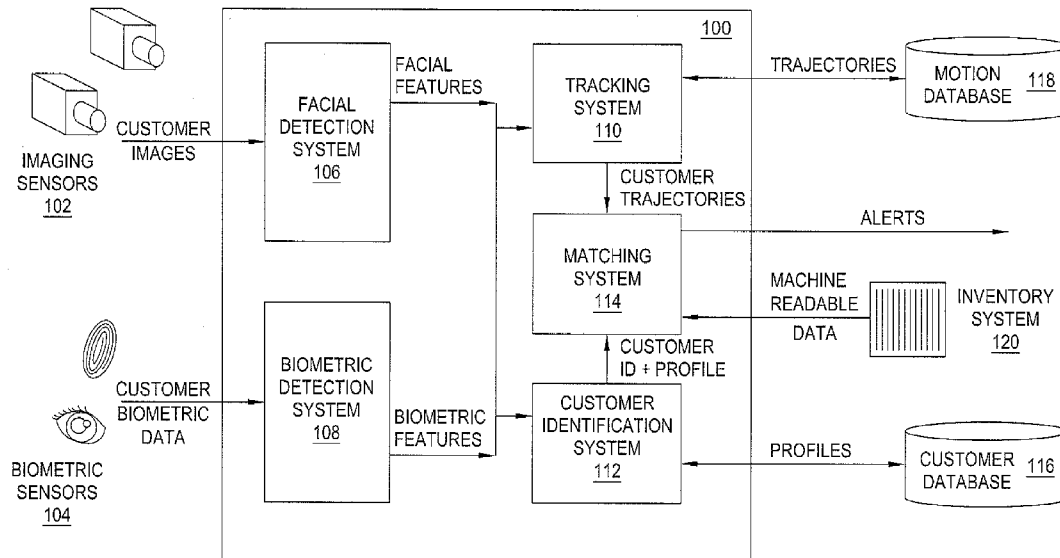 100
IMAGING
SENSORS
102
CUSTOMER
IMAGES
FACIAL
DETECTION
SYSTEM
106
FACIAL
FEATURES
TRACKING
SYSTEM
110
TRAJECTORIES
MOTION
DATABASE
118
CUSTOMER
TRAJECTORIES
MATCHING
SYSTEM
114
ALERTS
MACHINE
READABLE
DATA
INVENTORY
SYSTEM
120
CUSTOMER
ID + PROFILE
BIOMETRIC
SENSORS
104
CUSTOMER
BIOMETRIC
DATA
BIOMETRIC
DETECTION
SYSTEM
108
BIOMETRIC
FEATURES
CUSTOMER
IDENTIFICATION
SYSTEM
112
PROFILES
CUSTOMER
DATABASE
116